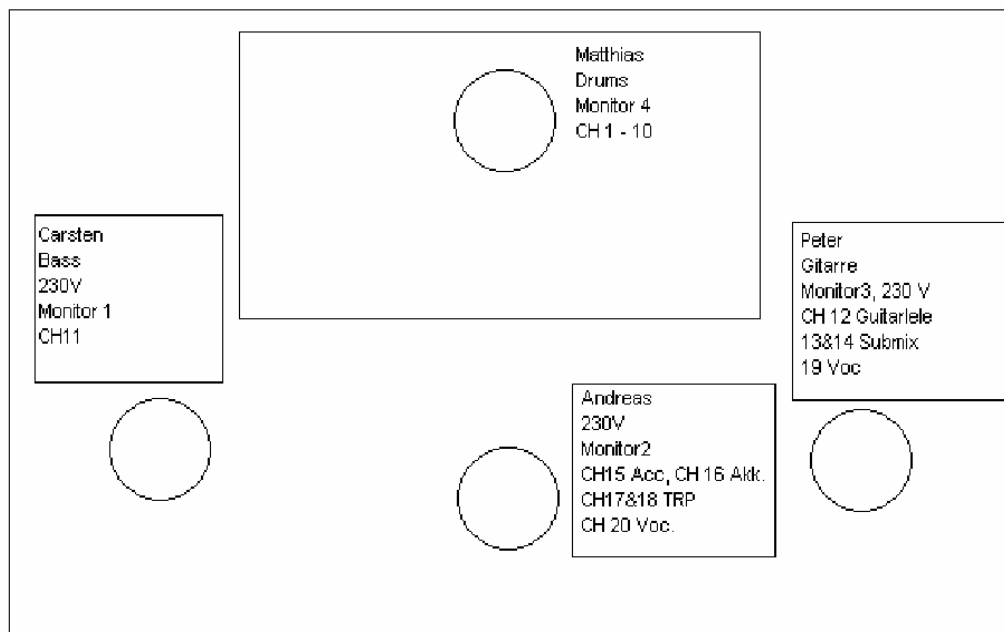 Matthias
Drums
Monitor 4
CH 1 - 10
Carsten
Bass
230V
Monitor 1
CH11
Peter
Gitarre
Monitor3, 230 V
CH 12 Guitarlele
13&14 Submix
19 Voc
Andreas
230V
Monitor2
CH15 Acc, CH 16 Akk.
CH17&18 TRP
CH 20 Voc.